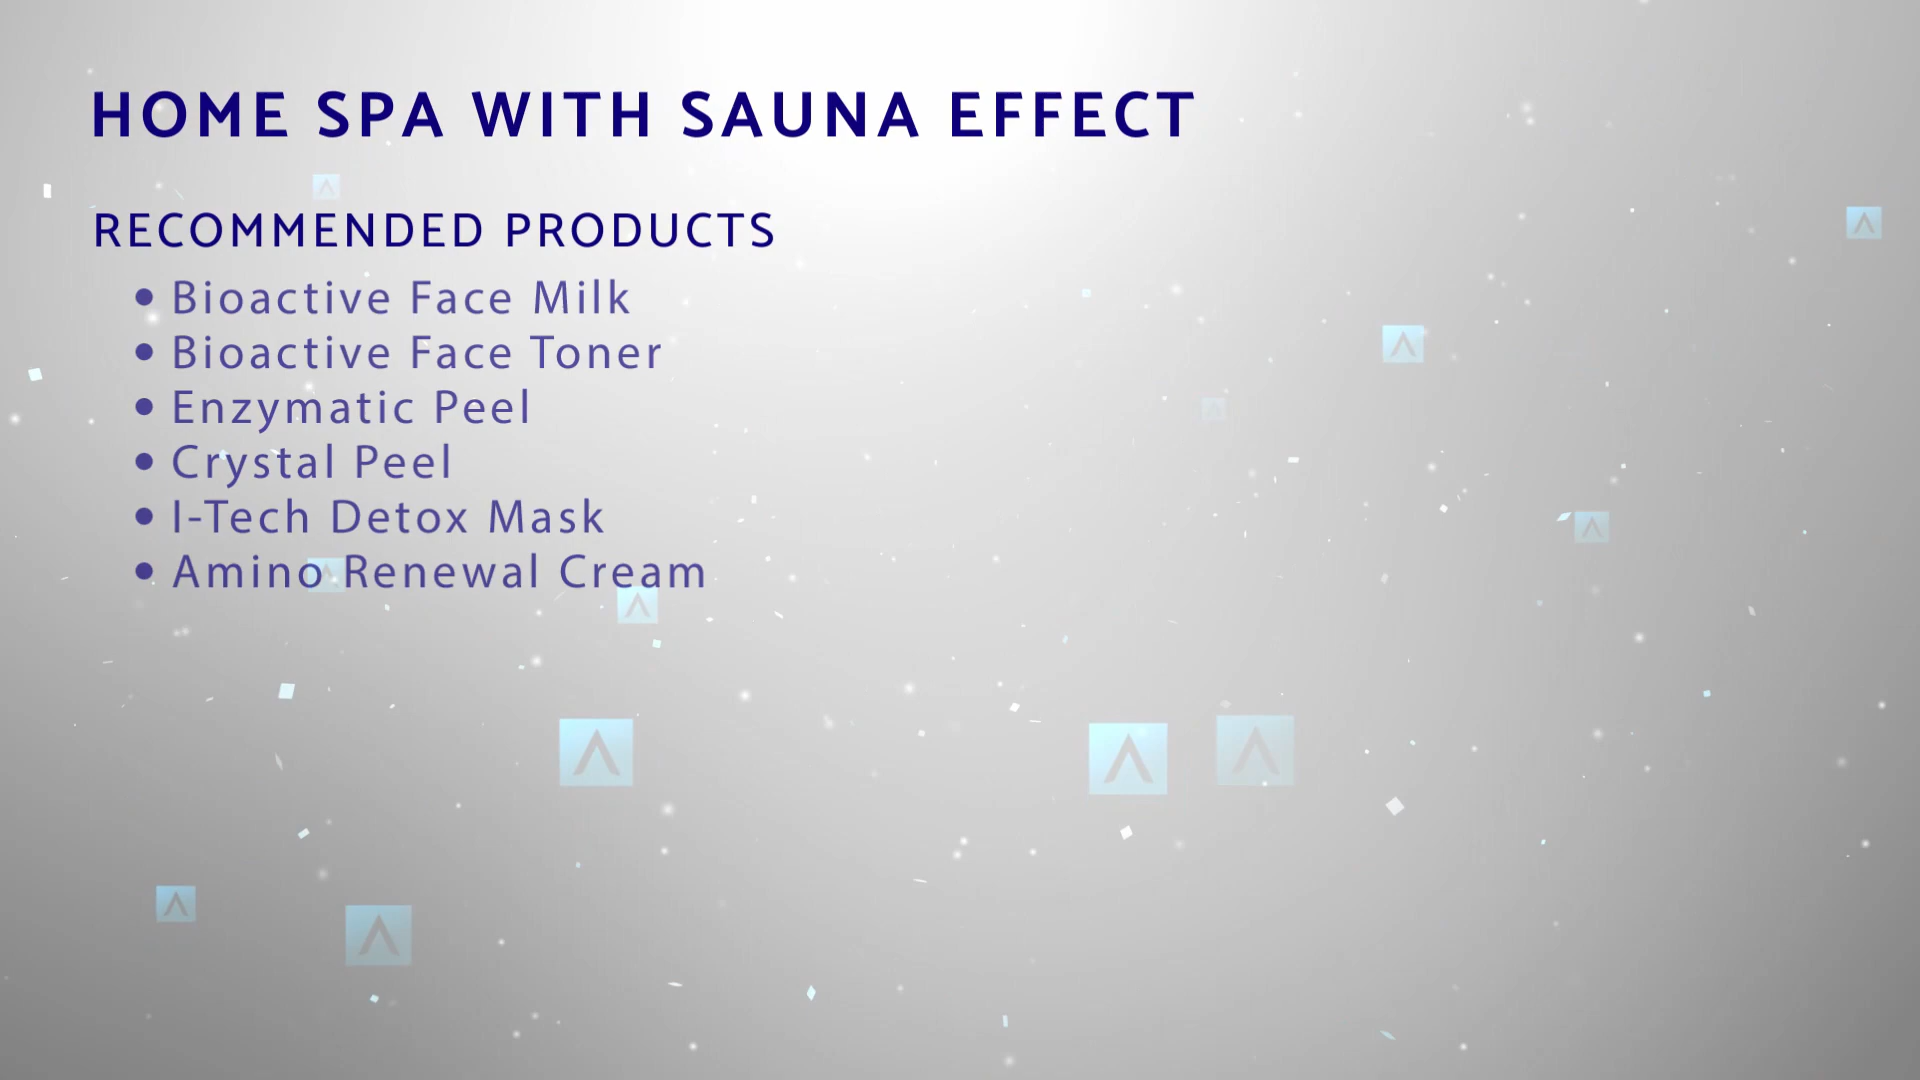 HOME SPA WITH SAUNA EFFECT
RECOMMENDED PRODUCTS
• Bioactive Face Milk
• Bioactive Face Toner
• Enzymatic Peel
• Crystal Peel
• I-Tech Detox Mask
• Amino Renewal Cream